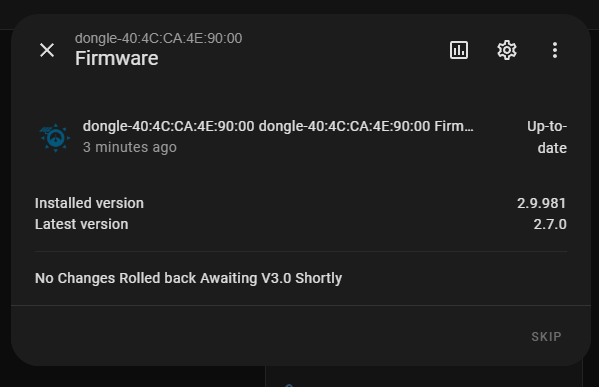 dongle-40:4C:CA:4E:90:00
Firmware
dongle-40:4C:CA:4E:90:00 dongle-40:4C:CA:4E:90:00 Firm…
Up-to-
date
3 minutes ago
Installed version 2.9.981
Latest version 2.7.0
No Changes Rolled back Awaiting V3.0 Shortly
SKIP